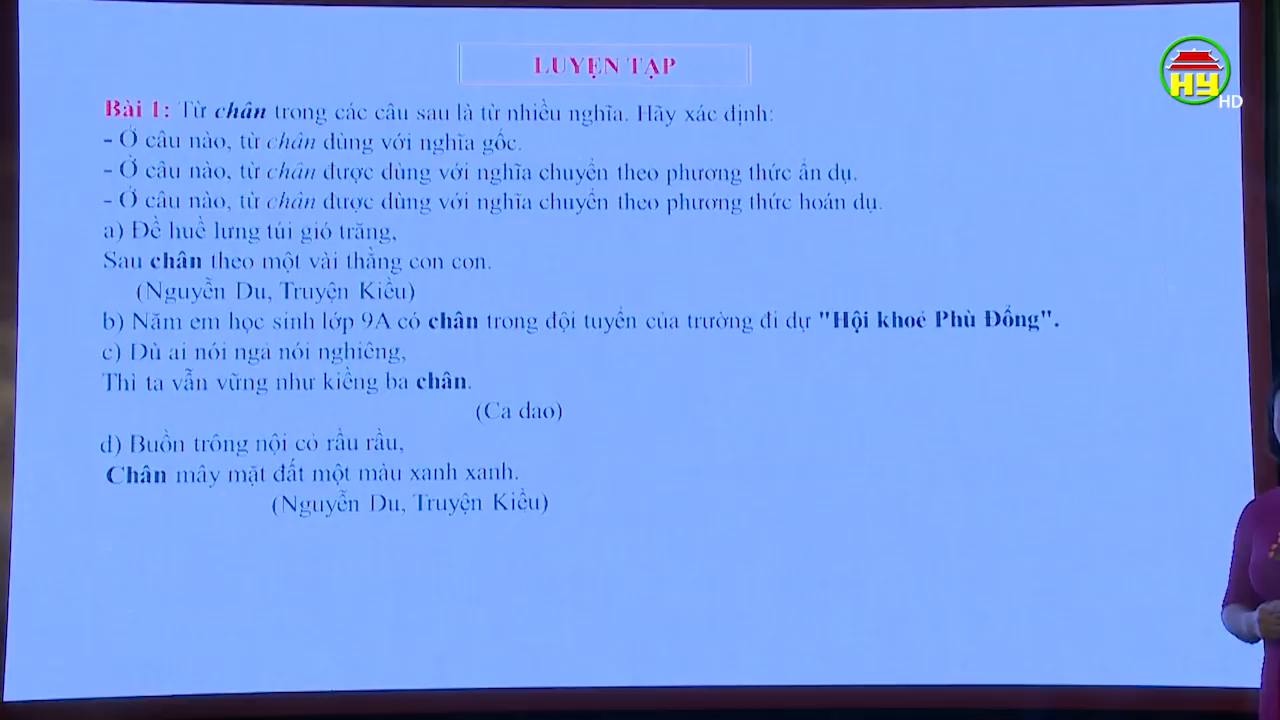 LUYỆN TẬP
HY
HD
Bài 1: Từ chân trong các câu sau là từ nhiều nghĩa. Hãy xác định:
- Ở câu nào, từ chân dùng với nghĩa gốc.
- Ở câu nào, từ chân được dùng với nghĩa chuyển theo phương thức ẩn dụ.
- Ở câu nào, từ chân được dùng với nghĩa chuyển theo phương thức hoán dụ.
a) Đề huề lưng túi gió trăng,
Sau chân theo một vài thằng con con.
(Nguyễn Du, Truyện Kiều)
b) Năm em học sinh lớp 9A có chân trong đội tuyển của trường đi dự "Hội khoẻ Phù Đổng".
c) Dù ai nói ngả nói nghiêng,
Thì ta vẫn vững như kiềng ba chân.
(Ca dao)
d) Buồn trông nội cỏ rầu rầu,
Chân mây mặt đất một màu xanh xanh.
(Nguyễn Du, Truyện Kiều)